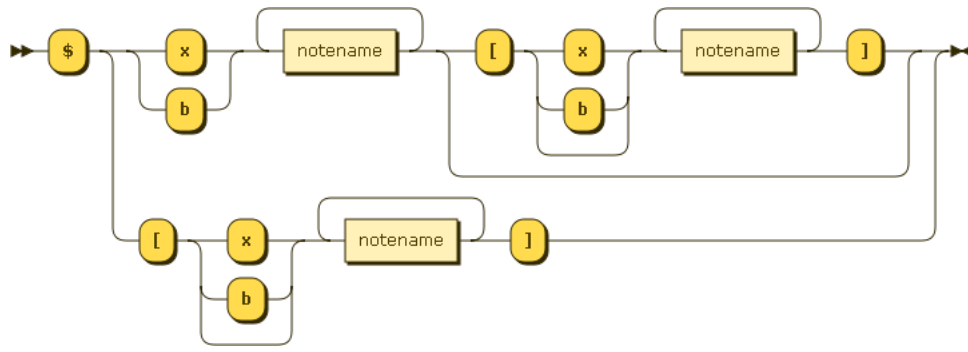 $ x notename [ x notename ]
b b
[ x notename ]
b